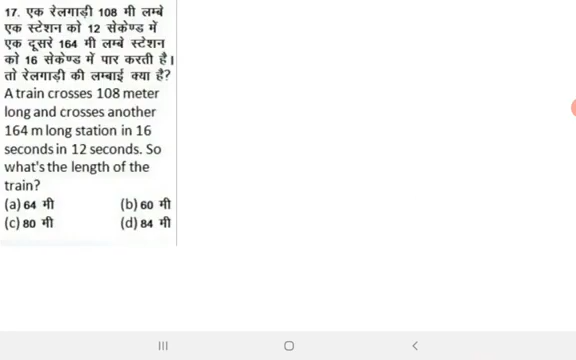 17. एक रेलगाड़ी 108 मी लम्बे
एक स्टेशन को 12 सेकेण्ड में
एक दूसरे 164 मी लम्बे स्टेशन
को 16 सेकेण्ड में पार करती है।
तो रेलगाड़ी की लम्बाई क्या है?
A train crosses 108 meter
long and crosses another
164 m long station in 16
seconds in 12 seconds. So
what's the length of the
train?
(a) 64 मी (b) 60 मी
(c) 80 मी (d) 84 मी